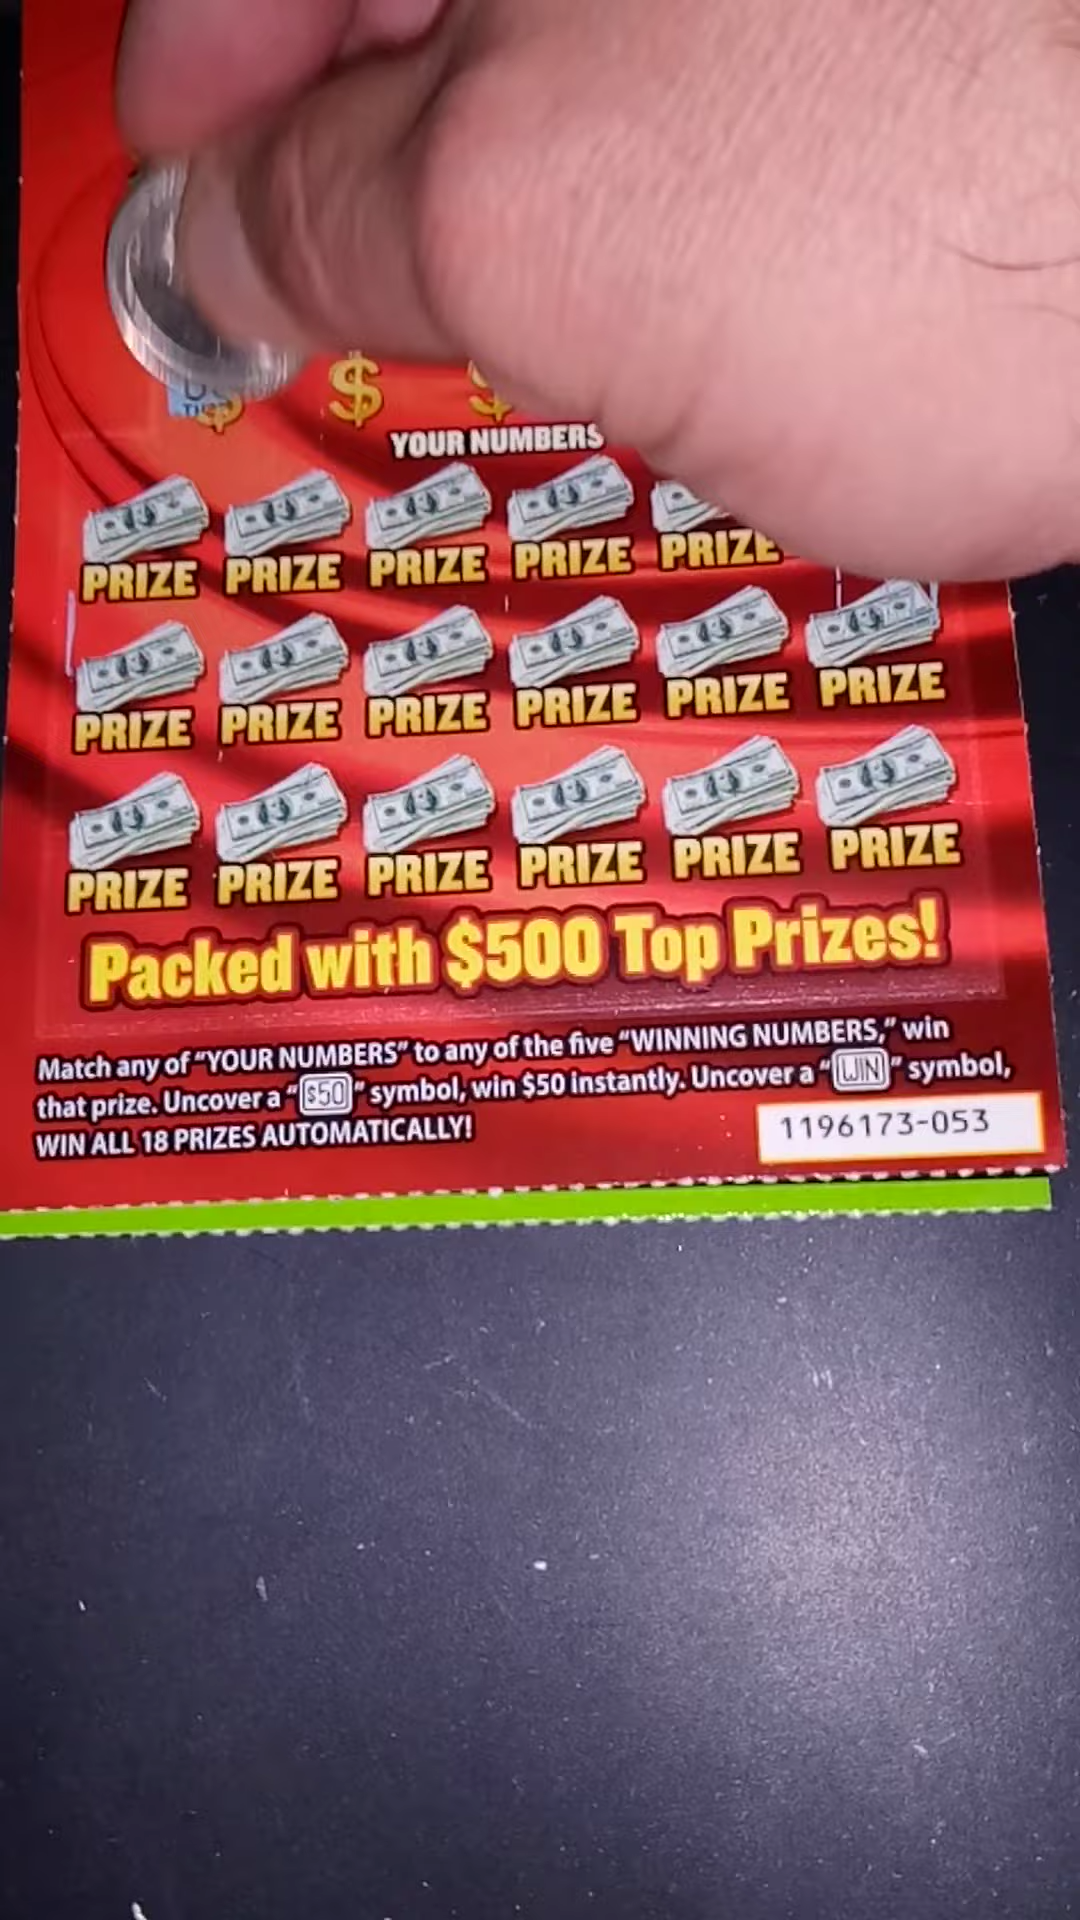 $ $
YOUR NUMBERS
PRIZE PRIZE PRIZE PRIZE PRIZE
PRIZE PRIZE PRIZE PRIZE PRIZE PRIZE
PRIZE PRIZE PRIZE PRIZE PRIZE PRIZE
Packed with $500 Top Prizes!
Match any of “YOUR NUMBERS” to any of the five “WINNING NUMBERS,” win
that prize. Uncover a “$50” symbol, win $50 instantly. Uncover a “WIN” symbol,
WIN ALL 18 PRIZES AUTOMATICALLY!
1196173-053